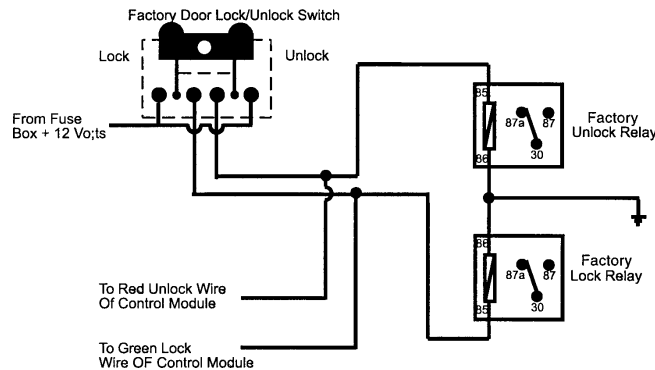 Factory Door Lock/Unlock Switch
Lock
Unlock
From Fuse
Box + 12 Vo;ts
85
87a
87
30
86
Factory
Unlock Relay
86
87a
87
30
85
Factory
Lock Relay
To Red Unlock Wire
Of Control Module
To Green Lock
Wire OF Control Module